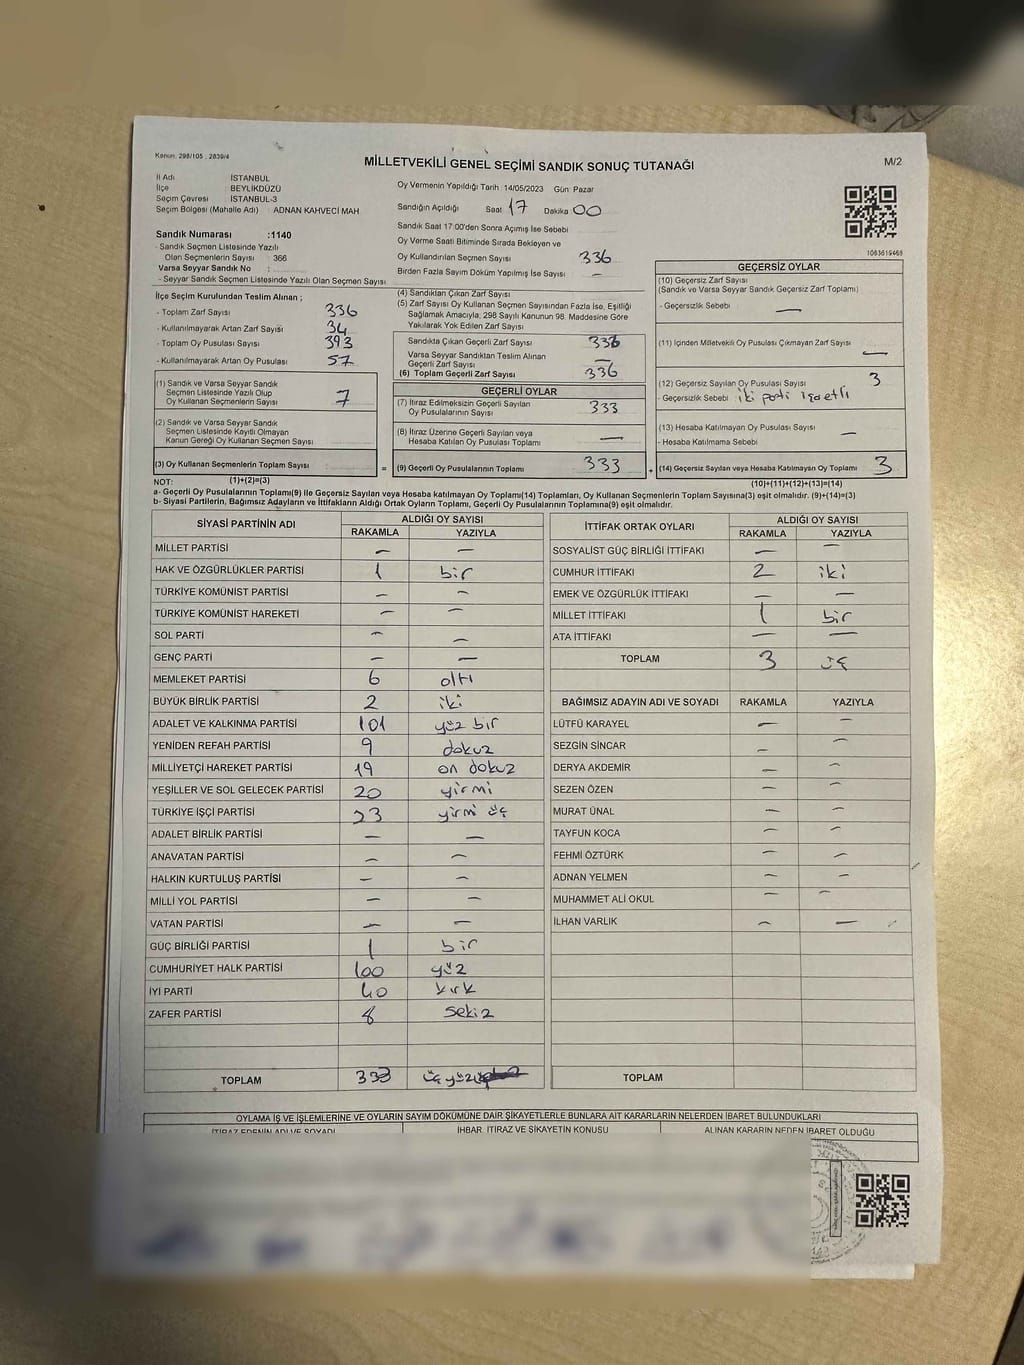 Kanun: 298/105 , 2839/4
MİLLETVEKİLİ GENEL SEÇİMİ SANDIK SONUÇ TUTANAĞI
M/2
İl Adı İSTANBUL
İlçe BEYLİKDÜZÜ
Seçim Çevresi İSTANBUL-3
Seçim Bölgesi (Mahalle Adı) : ADNAN KAHVECİ MAH
Sandık Numarası :1140
- Sandık Seçmen Listesinde Yazılı
Olan Seçmenlerin Sayısı : 366
Varsa Seyyar Sandık No :
- Seyyar Sandık Seçmen Listesinde Yazılı Olan Seçmen Sayısı
Oy Vermenin Yapıldığı Tarih : 14/05/2023 Gün: Pazar
Sandığın Açıldığı Saat 17 Dakika 00
Sandık Saat 17:00'den Sonra Açımış İse Sebebi
Oy Verme Saati Bitiminde Sırada Bekleyen ve
Oy Kullandırılan Seçmen Sayısı 336
Birden Fazla Sayım Döküm Yapılmış İse Sayısı —
1063619468
İlçe Seçim Kurulundan Teslim Alınan ;
- Toplam Zarf Sayısı 336
- Kullanılmayarak Artan Zarf Sayısı 34
- Toplam Oy Pusulası Sayısı 393
- Kullanılmayarak Artan Oy Pusulası 57
(1) Sandık ve Varsa Seyyar Sandık
Seçmen Listesinde Yazılı Olup
Oy Kullanan Seçmenlerin Sayısı 7
(2) Sandık ve Varsa Seyyar Sandık
Seçmen Listesinde Kayıtlı Olmayan
Kanun Gereği Oy Kullanan Seçmen Sayısı
(3) Oy Kullanan Seçmenlerin Toplam Sayısı
(4) Sandıktan Çıkan Zarf Sayısı
(5) Zarf Sayısı Oy Kullanan Seçmen Sayısından Fazla İse, Eşitliği
Sağlamak Amacıyla; 298 Sayılı Kanunun 98. Maddesine Göre
Yakılarak Yok Edilen Zarf Sayısı
Sandıkta Çıkan Geçerli Zarf Sayısı 336
Varsa Seyyar Sandıktan Teslim Alınan
Geçerli Zarf Sayısı —
(6) Toplam Geçerli Zarf Sayısı 336
GEÇERLİ OYLAR
(7) İtiraz Edilmeksizin Geçerli Sayılan
Oy Pusulalarının Sayısı 333
(8) İtiraz Üzerine Geçerli Sayılan veya
Hesaba Katılan Oy Pusulası Toplamı —
= (9) Geçerli Oy Pusulalarının Toplamı 333
GEÇERSİZ OYLAR
(10) Geçersiz Zarf Sayısı
(Sandık ve Varsa Seyyar Sandık Geçersiz Zarf Toplamı)
- Geçersizlik Sebebi —
(11) İçinden Milletvekili Oy Pusulası Çıkmayan Zarf Sayısı —
(12) Geçersiz Sayılan Oy Pusulası Sayısı 3
- Geçersizlik Sebebi iki parti işaretli
(13) Hesaba Katılmayan Oy Pusulası Sayısı —
- Hesaba Katılmama Sebebi
+ (14) Geçersiz Sayılan veya Hesaba Katılmayan Oy Toplamı 3
NOT: (1)+(2)=(3) (10)+(11)+(12)+(13)=(14)
a- Geçerli Oy Pusulalarının Toplamı(9) ile Geçersiz Sayılan veya Hesaba katılmayan Oy Toplamı(14) Toplamları, Oy Kullanan Seçmenlerin Toplam Sayısına(3) eşit olmalıdır. (9)+(14)=(3)
b- Siyasi Partilerin, Bağımsız Adayların ve İttifakların Aldığı Ortak Oyların Toplamı, Geçerli Oy Pusulalarının Toplamına(9) eşit olmalıdır.
SİYASİ PARTİNİN ADI ALDIĞI OY SAYISI
RAKAMLA YAZIYLA
MİLLET PARTİSİ — —
HAK VE ÖZGÜRLÜKLER PARTİSİ 1 bir
TÜRKİYE KOMÜNİST PARTİSİ — —
TÜRKİYE KOMÜNİST HAREKETİ — —
SOL PARTİ — —
GENÇ PARTİ — —
MEMLEKET PARTİSİ 6 altı
BÜYÜK BİRLİK PARTİSİ 2 iki
ADALET VE KALKINMA PARTİSİ 101 yüz bir
YENİDEN REFAH PARTİSİ 9 dokuz
MİLLİYETÇİ HAREKET PARTİSİ 19 on dokuz
YEŞİLLER VE SOL GELECEK PARTİSİ 20 yirmi
TÜRKİYE İŞÇİ PARTİSİ 23 yirmi üç
ADALET BİRLİK PARTİSİ — —
ANAVATAN PARTİSİ — —
HALKIN KURTULUŞ PARTİSİ — —
MİLLİ YOL PARTİSİ — —
VATAN PARTİSİ — —
GÜÇ BİRLİĞİ PARTİSİ 1 bir
CUMHURİYET HALK PARTİSİ 100 yüz
İYİ PARTİ 40 kırk
ZAFER PARTİSİ 8 sekiz
TOPLAM 333 üç yüz
İTTİFAK ORTAK OYLARI ALDIĞI OY SAYISI
RAKAMLA YAZIYLA
SOSYALİST GÜÇ BİRLİĞİ İTTİFAKI — —
CUMHUR İTTİFAKI 2 iki
EMEK VE ÖZGÜRLÜK İTTİFAKI — —
MİLLET İTTİFAKI 1 bir
ATA İTTİFAKI — —
TOPLAM 3 üç
BAĞIMSIZ ADAYIN ADI VE SOYADI RAKAMLA YAZIYLA
LÜTFÜ KARAYEL — —
SEZGİN SİNCAR — —
DERYA AKDEMİR — —
SEZEN ÖZEN — —
MURAT ÜNAL — —
TAYFUN KOCA — —
FEHMİ ÖZTÜRK — —
ADNAN YELMEN — —
MUHAMMET ALİ OKUL — —
İLHAN VARLIK — —
TOPLAM
OYLAMA İŞ VE İŞLEMLERİNE VE OYLARIN SAYIM DÖKÜMÜNE DAİR ŞİKAYETLERLE BUNLARA AİT KARARLARIN NELERDEN İBARET BULUNDUKLARI
İTİRAZ EDENİN ADI VE SOYADI İHBAR, İTİRAZ VE ŞİKAYETİN KONUSU ALINAN KARARIN NEDEN İBARET OLDUĞU